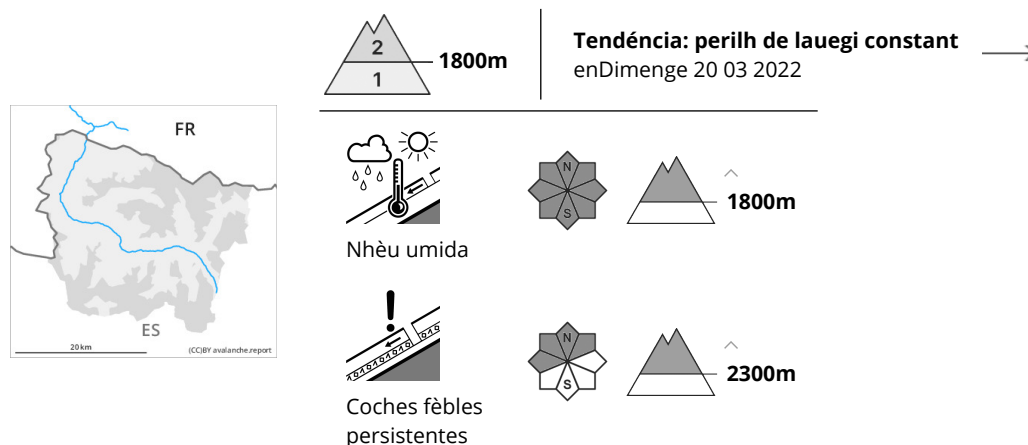 2
1
1800m
Tendéncia: perilh de lauegi constant
enDimenge 20 03 2022
FR
ES
20 km
(CC)BY avalanche.report
N
S
1800m
Nhèu umida
N
S
2300m
Coches fèbles
persistentes